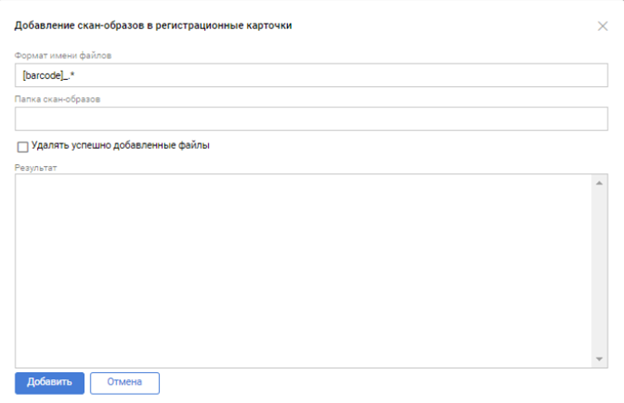 Добавление скан-образов в регистрационные карточки
Формат имени файлов
[barcode]_.*
Папка скан-образов
Удалять успешно добавленные файлы
Результат
Добавить
Отмена